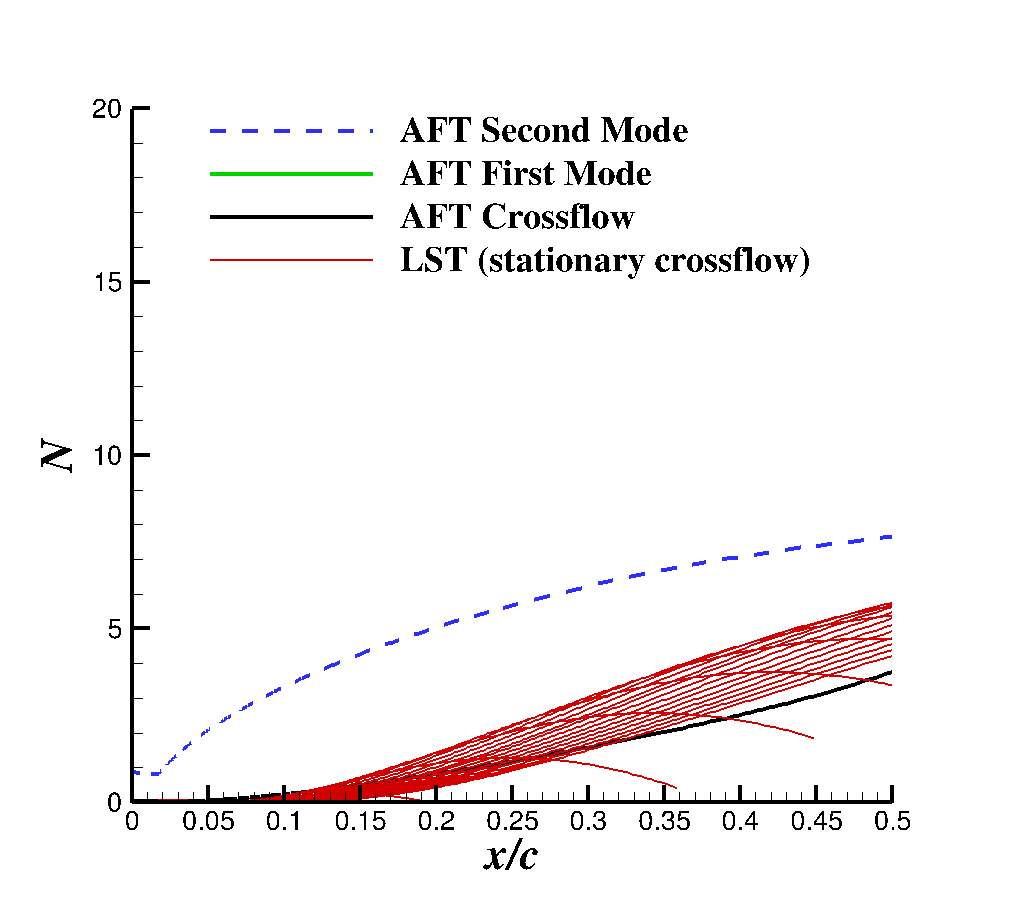 20
AFT Second Mode
AFT First Mode
AFT Crossflow
LST (stationary crossflow)
15
10
N
5
0
0 0.05 0.1 0.15 0.2 0.25 0.3 0.35 0.4 0.45 0.5
x/c